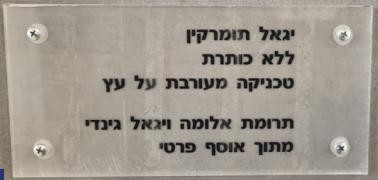 יגאל תומרקין
ללא כותרת
טכניקה מעורבת על עץ
תרומת אלומה ויגאל גינדי
מתוך אוסף פרטי